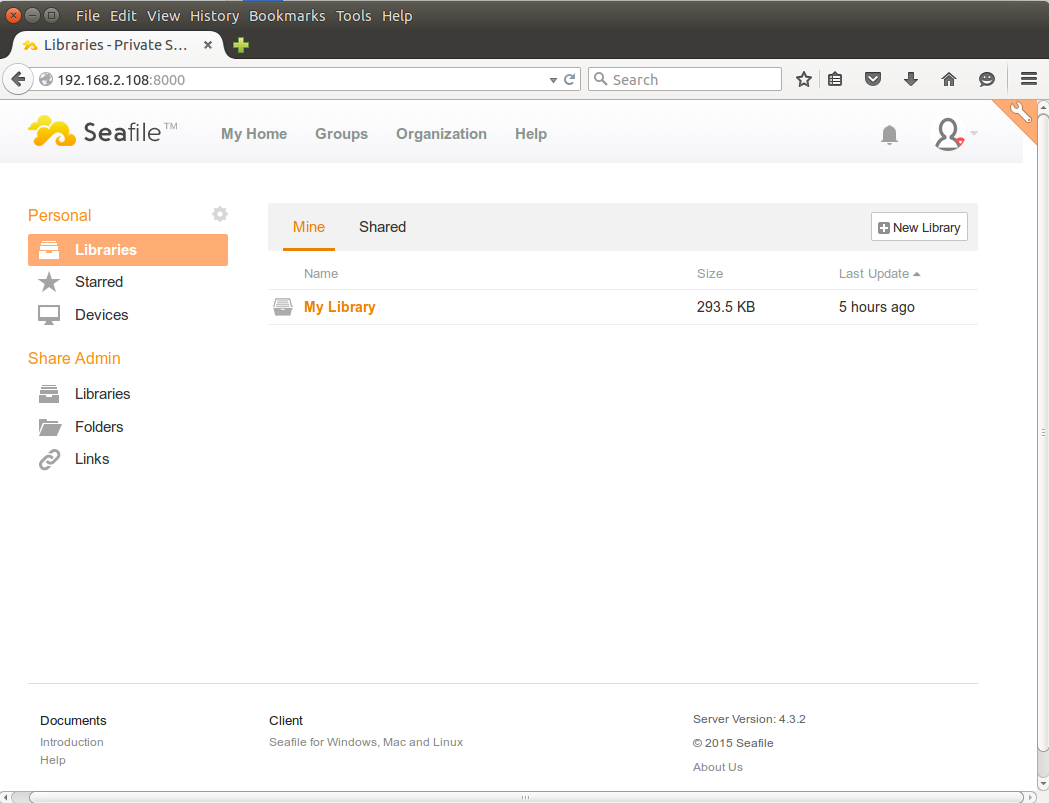 File Edit View History Bookmarks Tools Help
Libraries - Private S...
192.168.2.108:8000
Search
Seafile™
My Home Groups Organization Help
Personal
Libraries
Starred
Devices
Share Admin
Libraries
Folders
Links
Mine Shared
New Library
Name Size Last Update
My Library 293.5 KB 5 hours ago
Documents
Introduction
Help
Client
Seafile for Windows, Mac and Linux
Server Version: 4.3.2
© 2015 Seafile
About Us